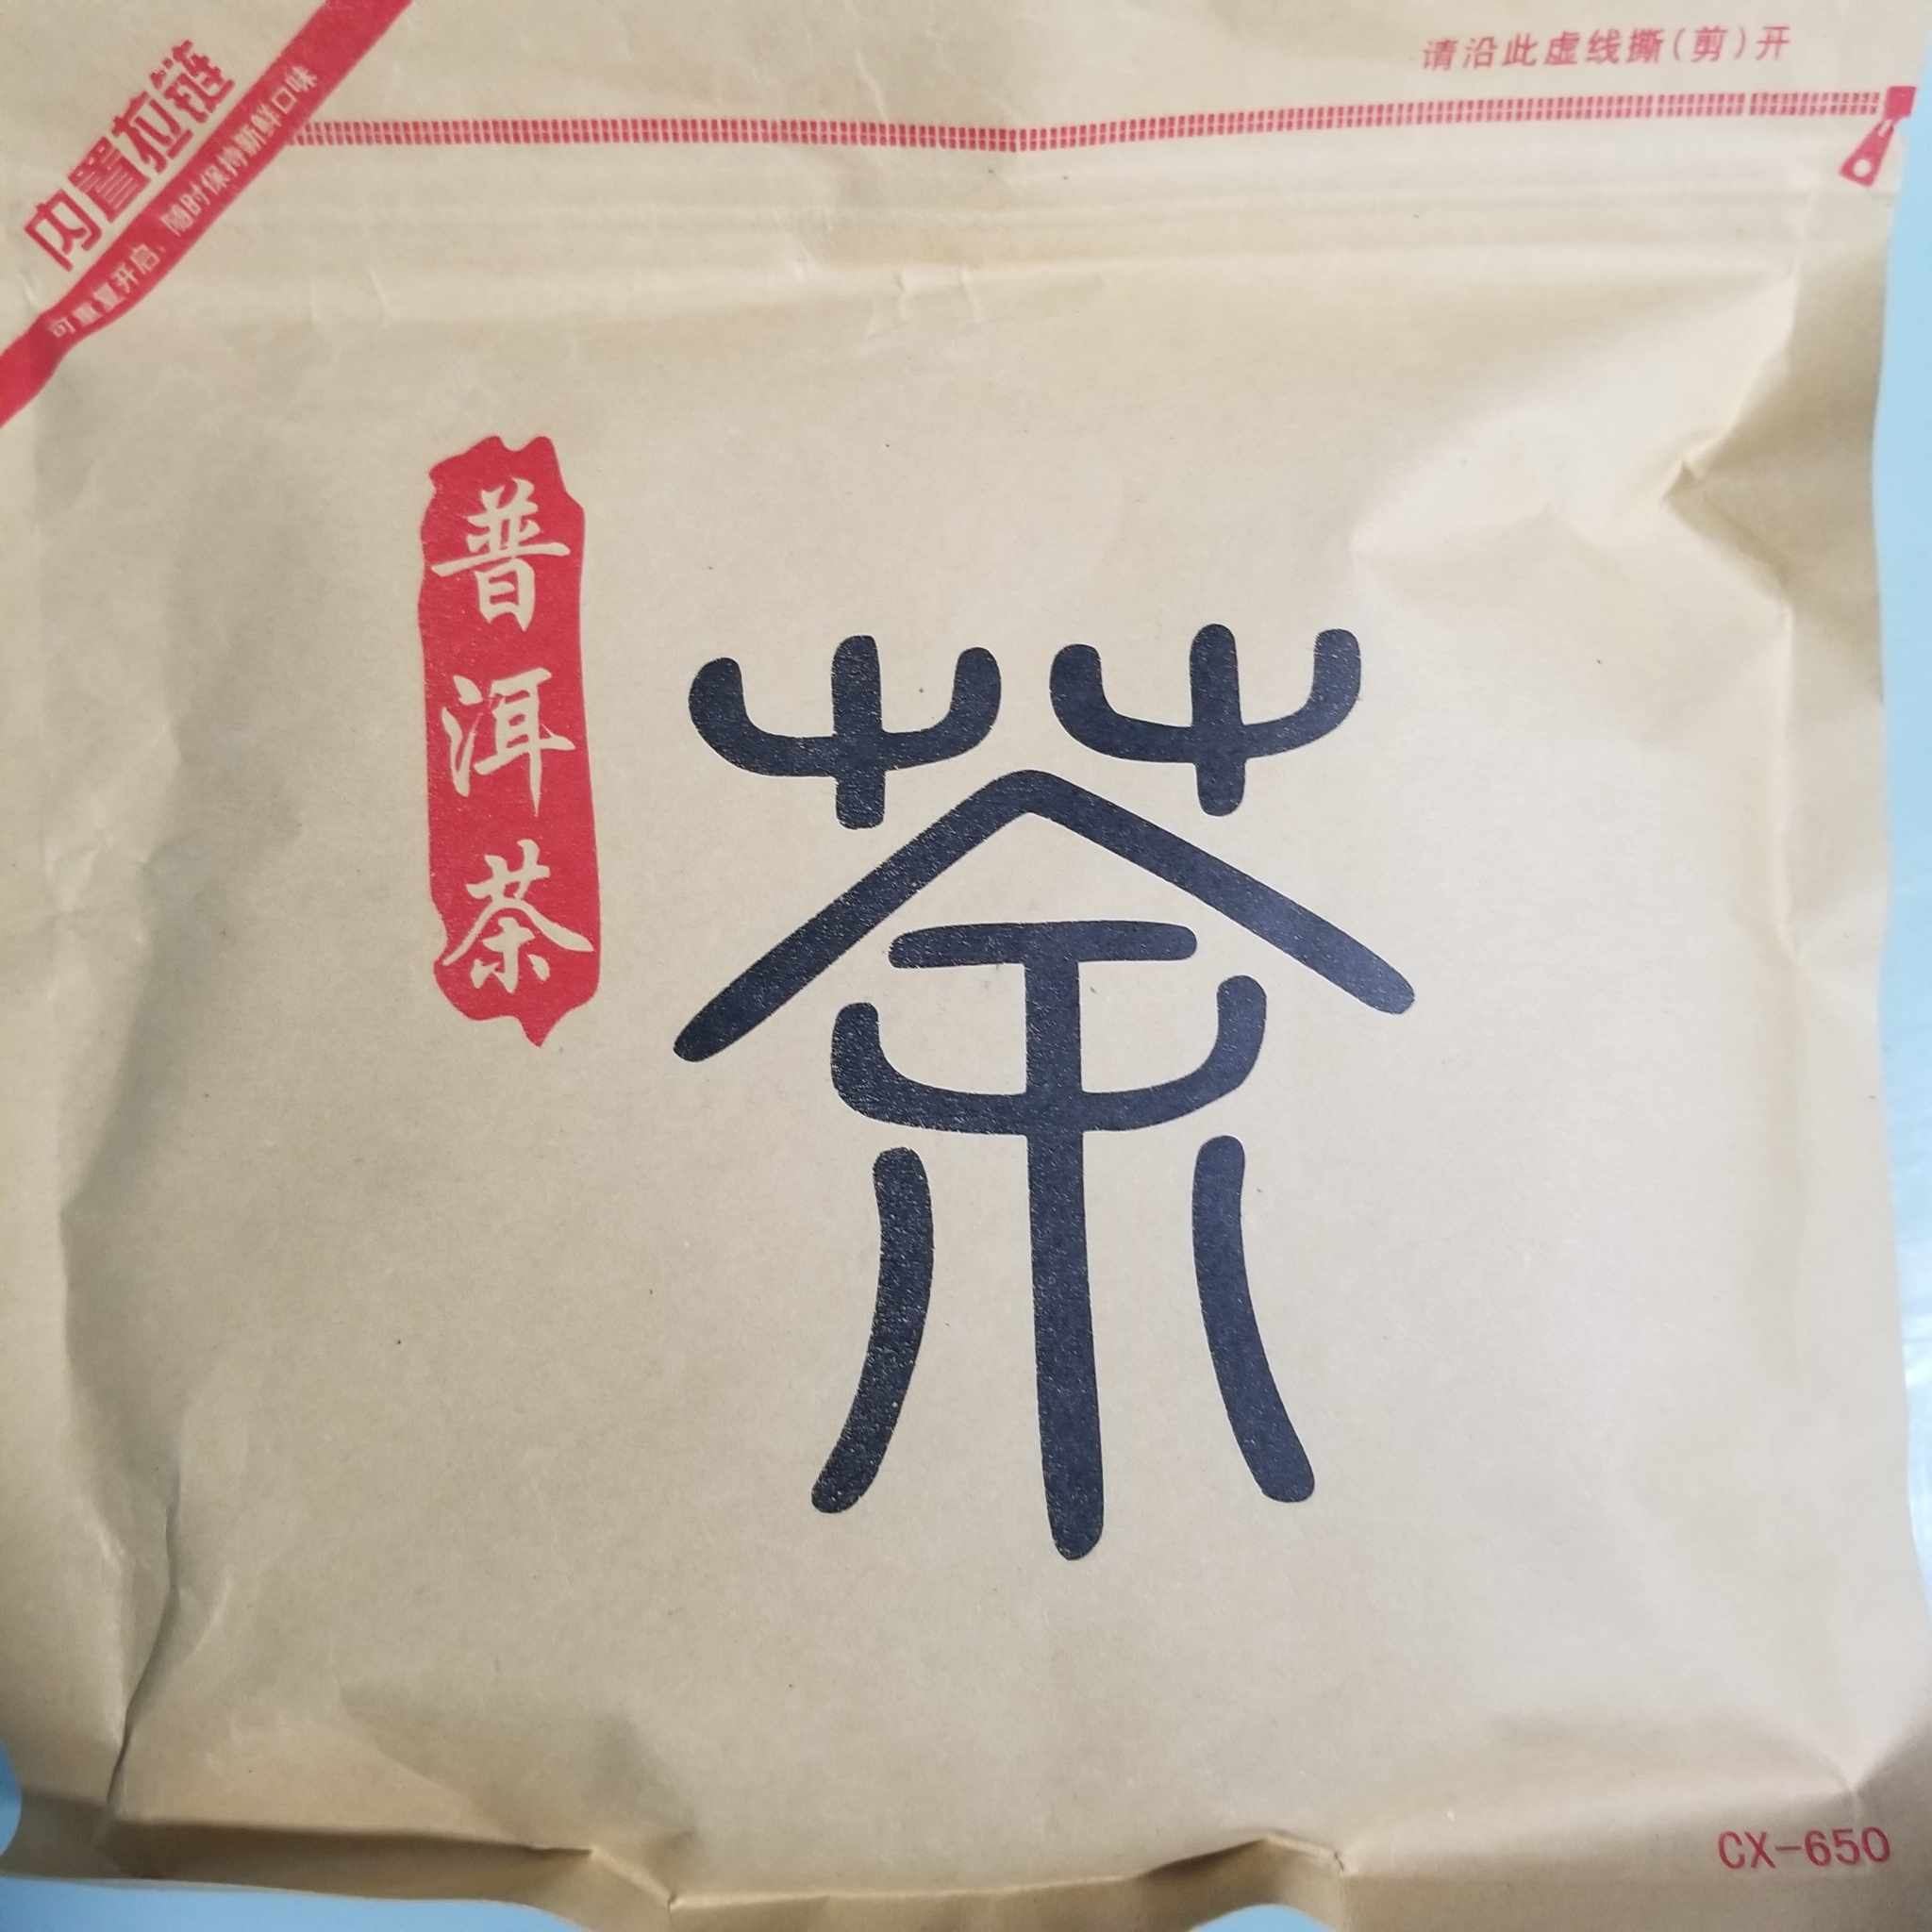 请沿此虚线撕(剪)开
内置拉链
可重复开启、随时保持新鲜口味
普洱茶
茶
CX-650